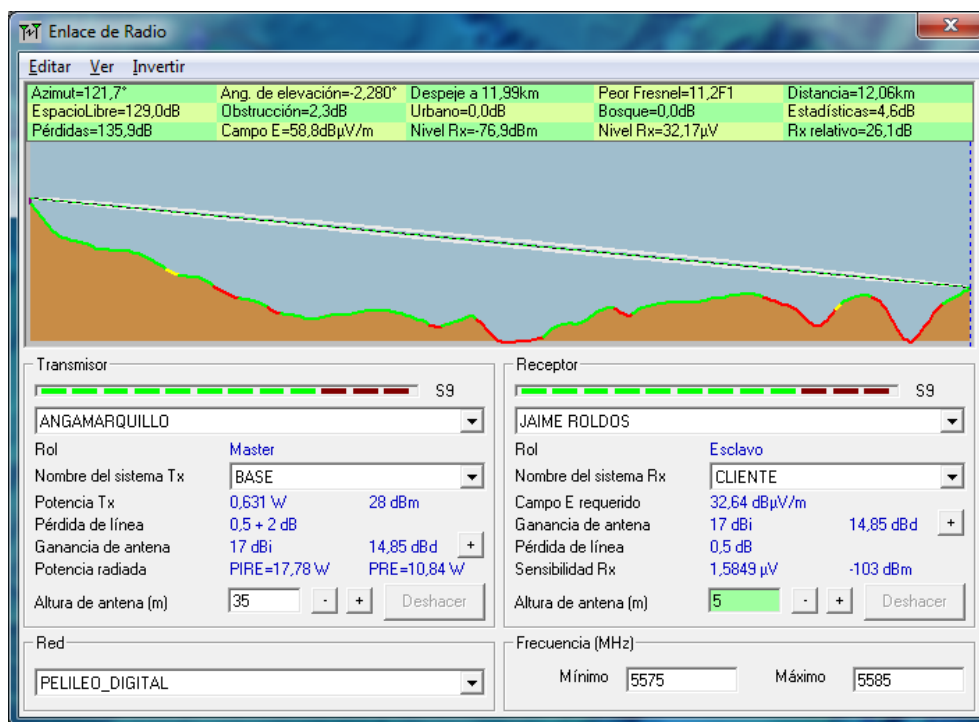 Enlace de Radio
Editar Ver Invertir
Azimut=121,7° Ang. de elevación=-2,280° Despeje a 11,99km Peor Fresnel=11,2F1 Distancia=12,06km
EspacioLibre=129,0dB Obstrucción=2,3dB Urbano=0,0dB Bosque=0,0dB Estadísticas=4,6dB
Pérdidas=135,9dB Campo E=58,8dBµV/m Nivel Rx=-76,9dBm Nivel Rx=32,17µV Rx relativo=26,1dB
Transmisor
S9
ANGAMARQUILLO
Rol Master
Nombre del sistema Tx BASE
Potencia Tx 0,631 W 28 dBm
Pérdida de línea 0,5 + 2 dB
Ganancia de antena 17 dBi 14,85 dBd +
Potencia radiada PIRE=17,78 W PRE=10,84 W
Altura de antena (m) 35 - + Deshacer
Red
PELILEO_DIGITAL
Receptor
S9
JAIME ROLDOS
Rol Esclavo
Nombre del sistema Rx CLIENTE
Campo E requerido 32,64 dBµV/m
Ganancia de antena 17 dBi 14,85 dBd +
Pérdida de línea 0,5 dB
Sensibilidad Rx 1,5849 µV -103 dBm
Altura de antena (m) 5 - + Deshacer
Frecuencia (MHz)
Mínimo 5575 Máximo 5585